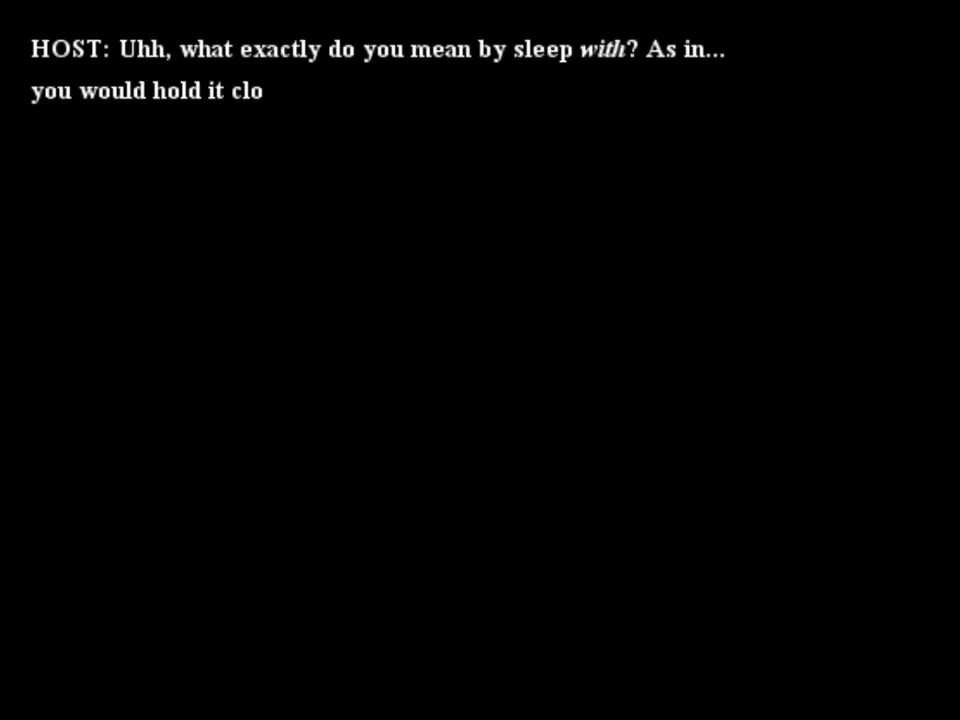 HOST: Uhh, what exactly do you mean by sleep with? As in...
you would hold it clo